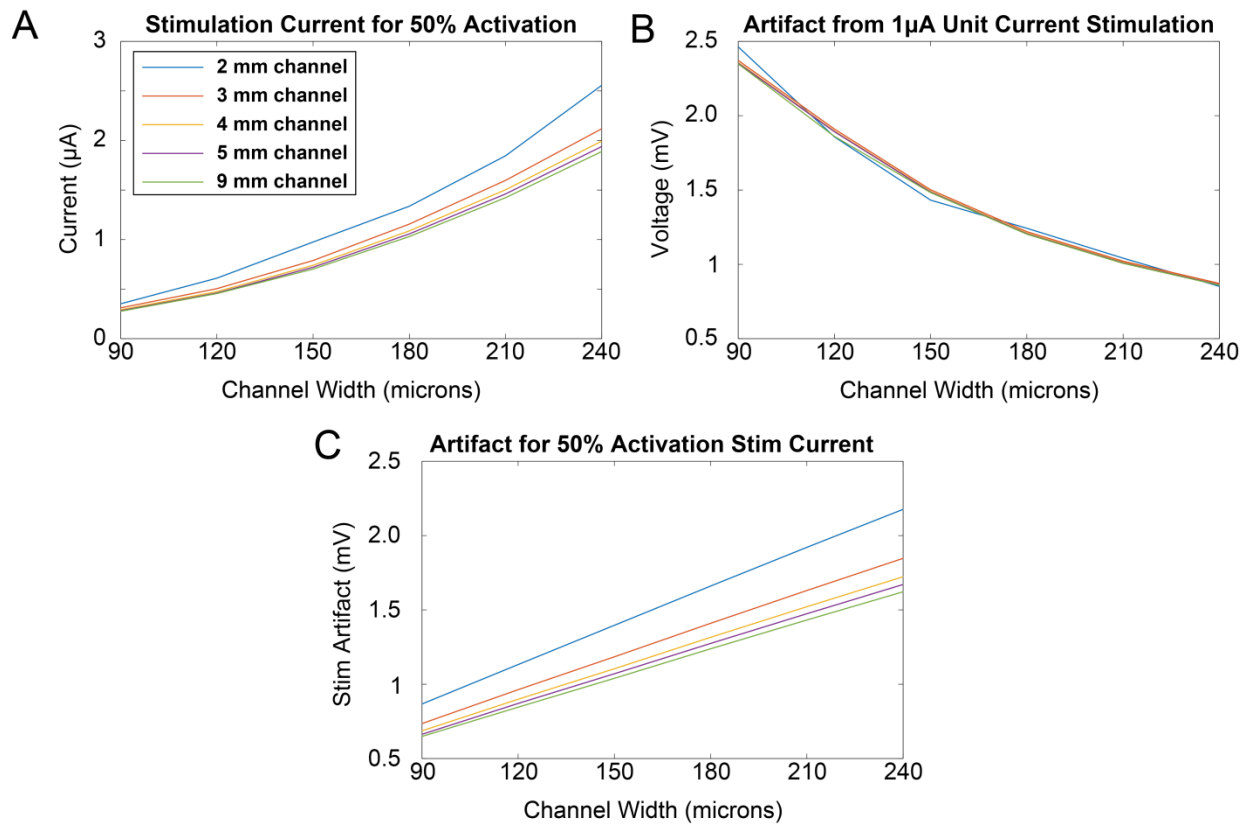 A
Stimulation Current for 50% Activation
3
2
1
0
Current (µA)
2 mm channel
3 mm channel
4 mm channel
5 mm channel
9 mm channel
90 120 150 180 210 240
Channel Width (microns)
B
Artifact from 1µA Unit Current Stimulation
2.5
2.0
1.5
1
0.5
Voltage (mV)
90 120 150 180 210 240
Channel Width (microns)
C
Artifact for 50% Activation Stim Current
2.5
2.0
1.5
1
0.5
Stim Artifact (mV)
90 120 150 180 210 240
Channel Width (microns)